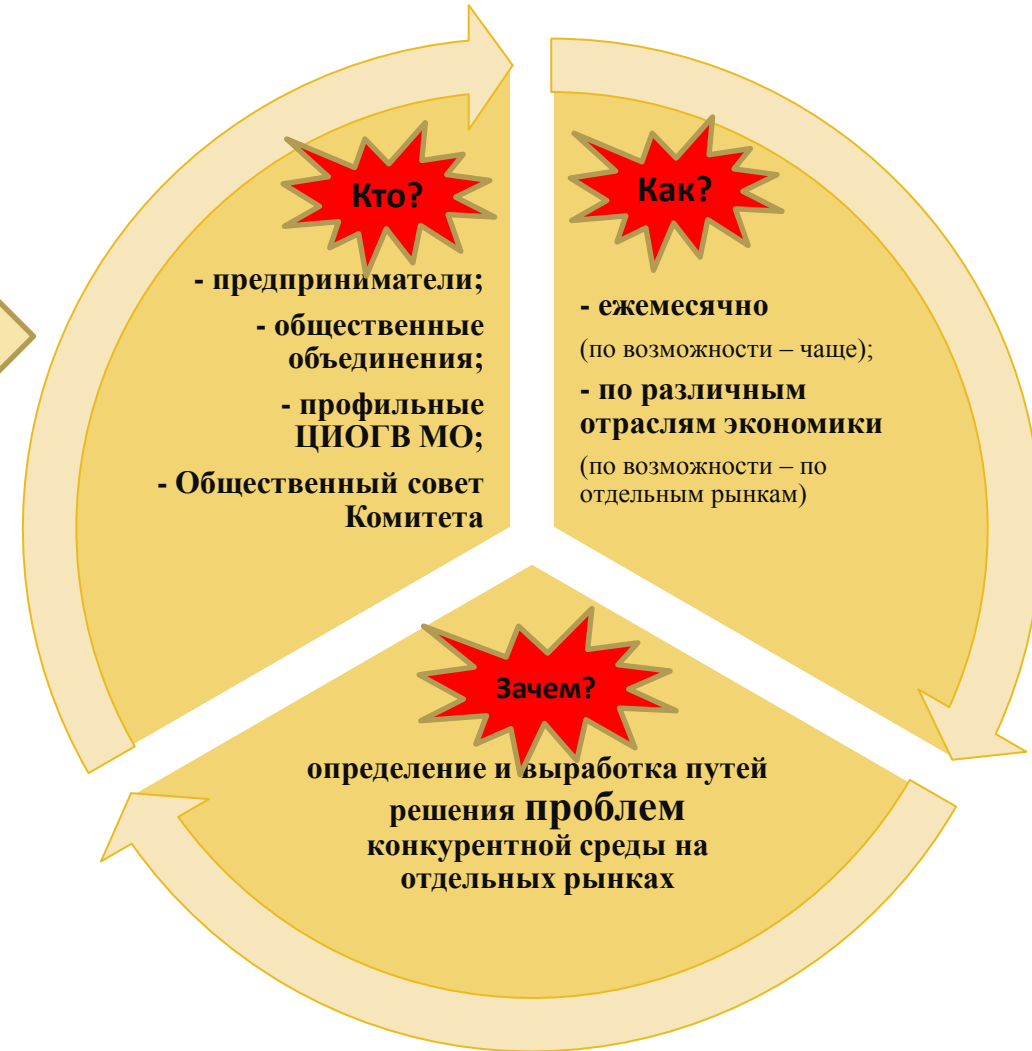 Кто?
- предприниматели;
- общественные
объединения;
- профильные
ЦИОГВ МО;
- Общественный совет
Комитета
Как?
- ежемесячно
(по возможности – чаще);
- по различным
отраслям экономики
(по возможности – по
отдельным рынкам)
Зачем?
определение и выработка путей
решения проблем
конкурентной среды на
отдельных рынках